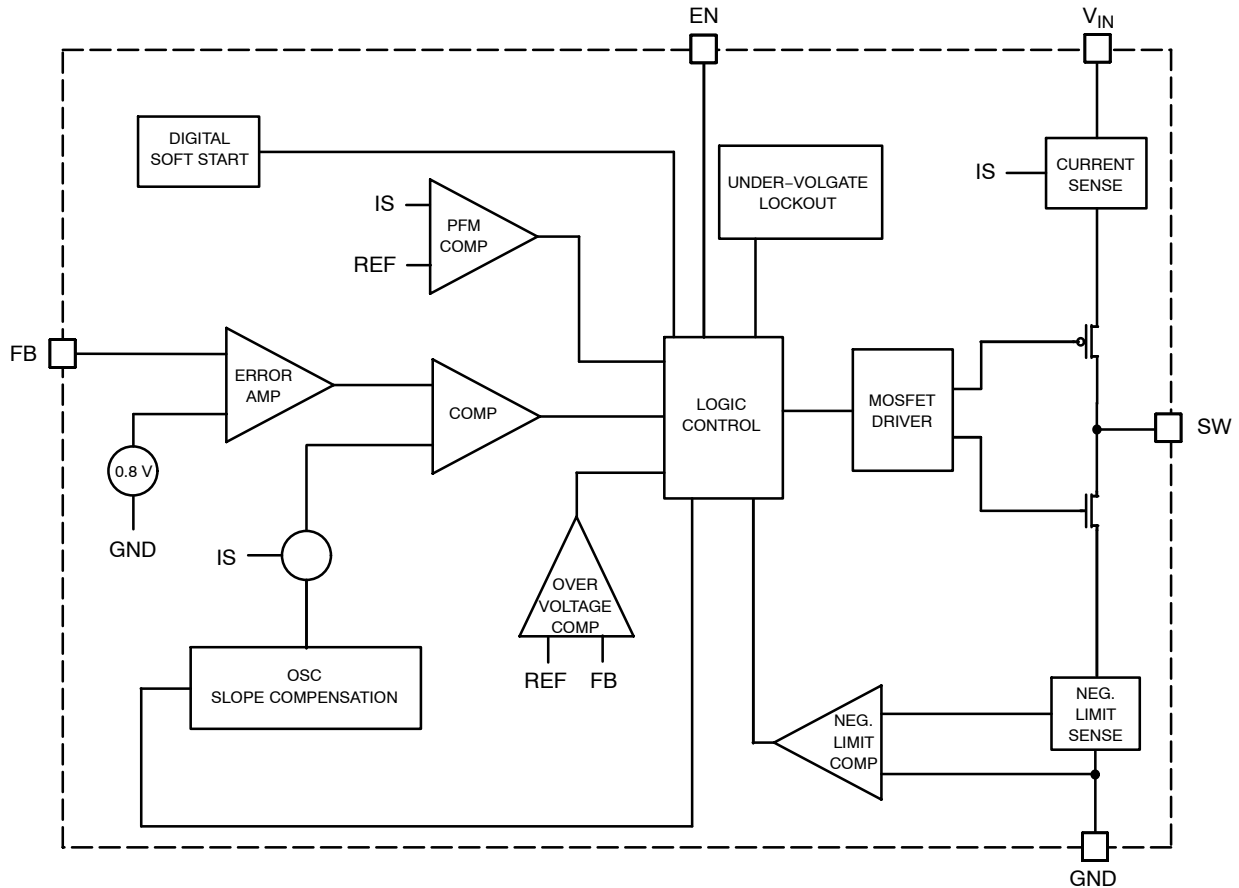 EN
VIN
DIGITAL
SOFT START
UNDER−VOLGATE
LOCKOUT
IS
CURRENT
SENSE
IS
PFM
COMP
REF
FB
ERROR
AMP
COMP
LOGIC
CONTROL
MOSFET
DRIVER
SW
0.8 V
GND
IS
OVER
VOLTAGE
COMP
REF
FB
OSC
SLOPE COMPENSATION
NEG.
LIMIT
COMP
NEG.
LIMIT
SENSE
GND